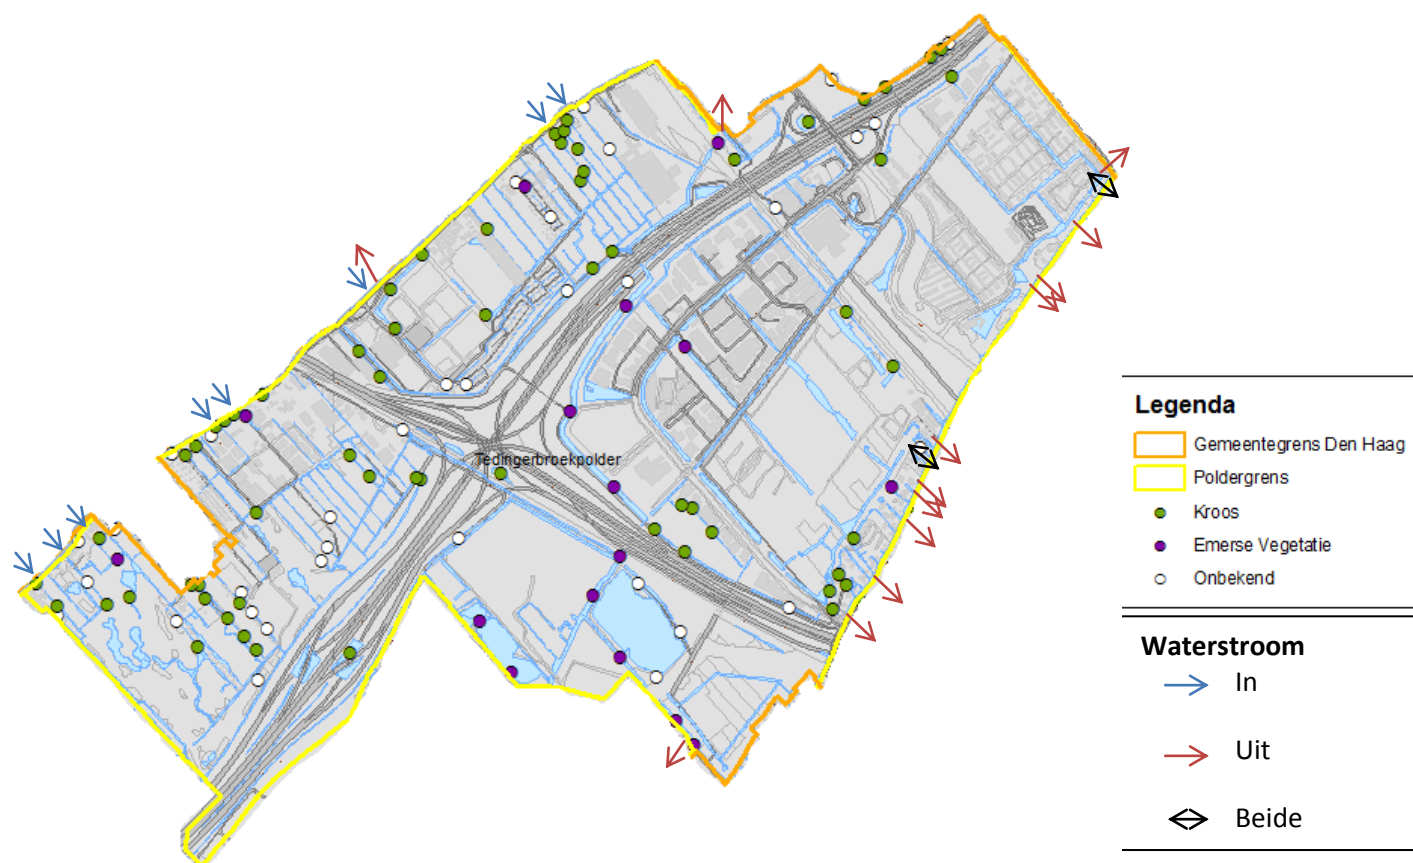 Tedingerbroekpolder
Legenda
Gemeentegrens Den Haag
Poldergrens
Kroos
Emerse Vegetatie
Onbekend
Waterstroom
In
Uit
Beide